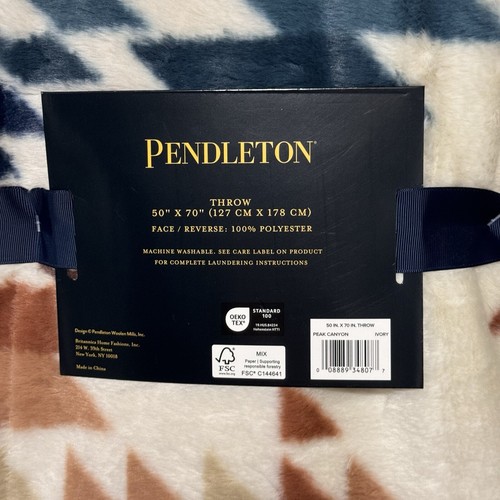 PENDLETON®
THROW
50" X 70" (127 CM X 178 CM)
FACE / REVERSE: 100% POLYESTER
MACHINE WASHABLE. SEE CARE LABEL ON PRODUCT
FOR COMPLETE LAUNDERING INSTRUCTIONS
Design © Pendleton Woolen Mills, Inc.
Britannica Home Fashions, Inc.
New York, NY 10018
Made in China
OEKO
TEX®
STANDARD
100
Hohenstein HTTI
FSC
MIX
Paper | Supporting
responsible forestry
FSC® C144641
50 IN. X 70 IN. THROW
PEAK CANYON IVORY
0 08889 34807 7